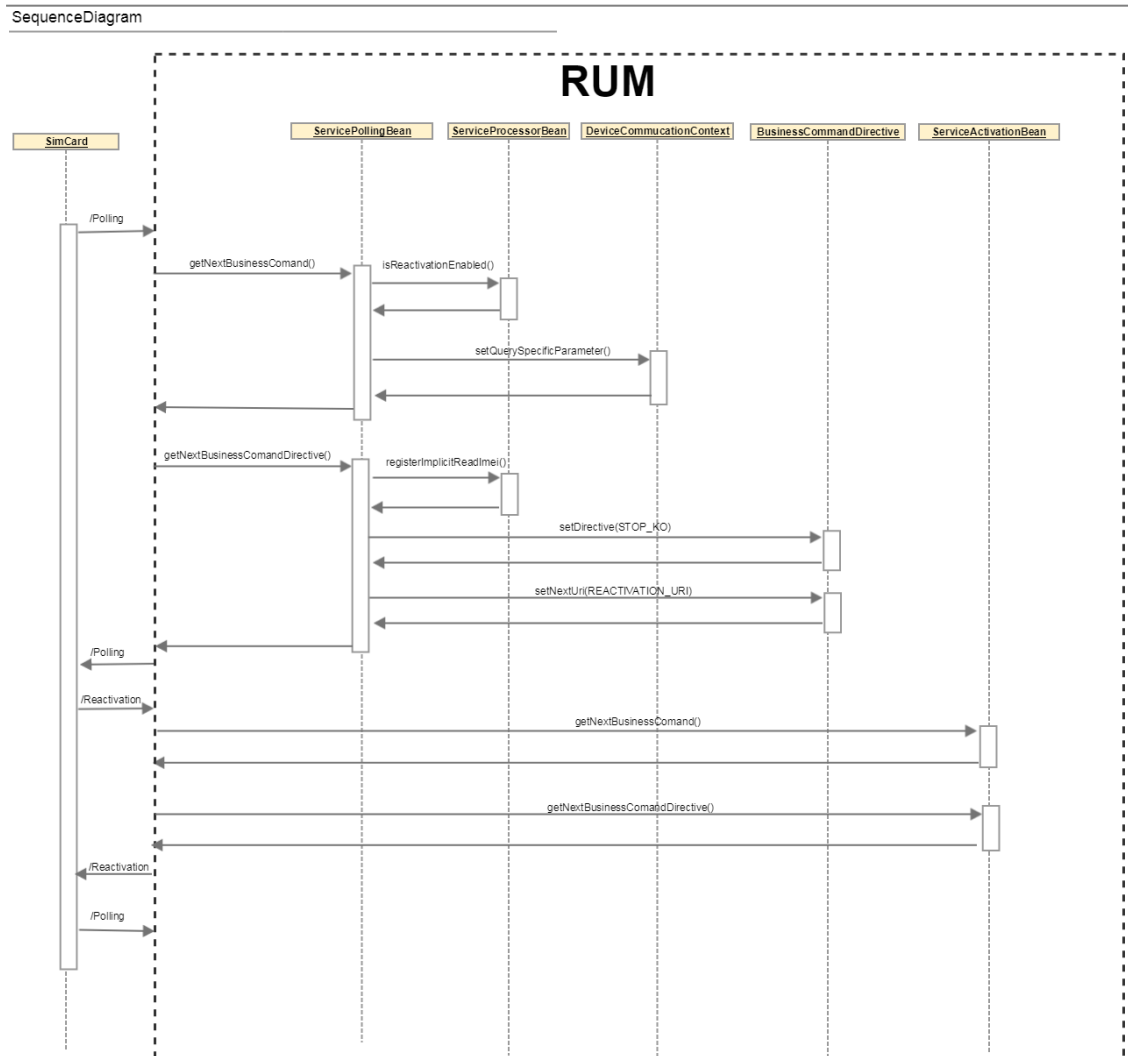 SequenceDiagram
RUM
SimCard
ServicePollingBean
ServiceProcessorBean
DeviceCommucationContext
BusinessCommandDirective
ServiceActivationBean
/Polling
getNextBusinessComand()
isReactivationEnabled()
setQuerySpecificParameter()
getNextBusinessComandDirective()
registerImplicitReadImei()
setDirective(STOP_KO)
setNextUri(REACTIVATION_URI)
/Polling
/Reactivation
getNextBusinessComand()
getNextBusinessComandDirective()
/Reactivation
/Polling